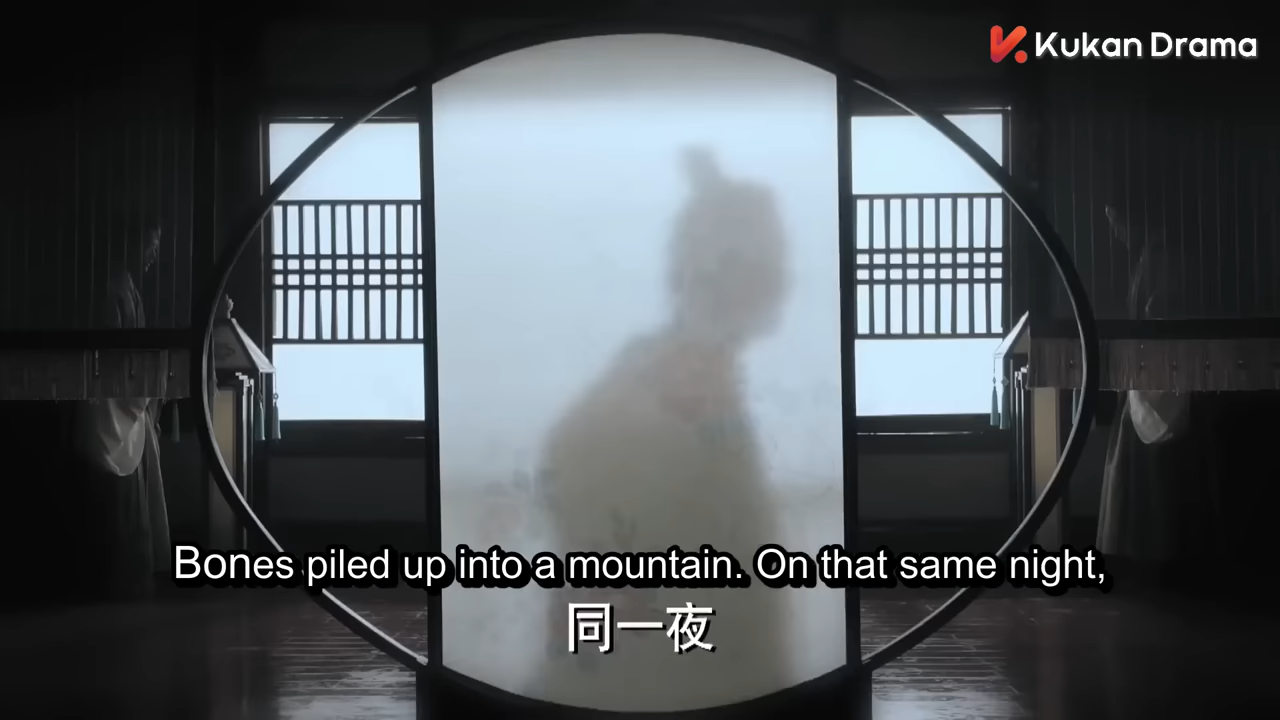 Kukan Drama
Bones piled up into a mountain. On that same night,
同一夜